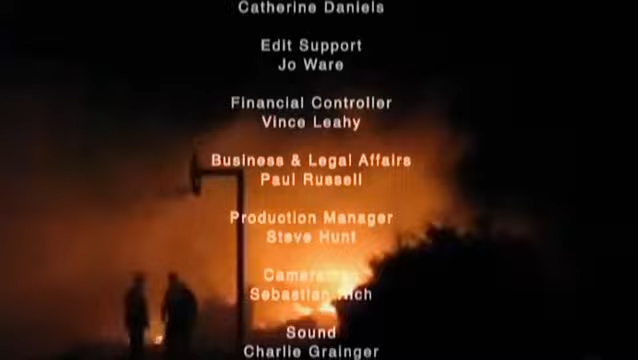 Catherine Daniels
Edit Support
Jo Ware
Financial Controller
Vince Leahy
Business & Legal Affairs
Paul Russell
Production Manager
Steve Hunt
Cameraman
Sebastian Rich
Sound
Charlie Grainger